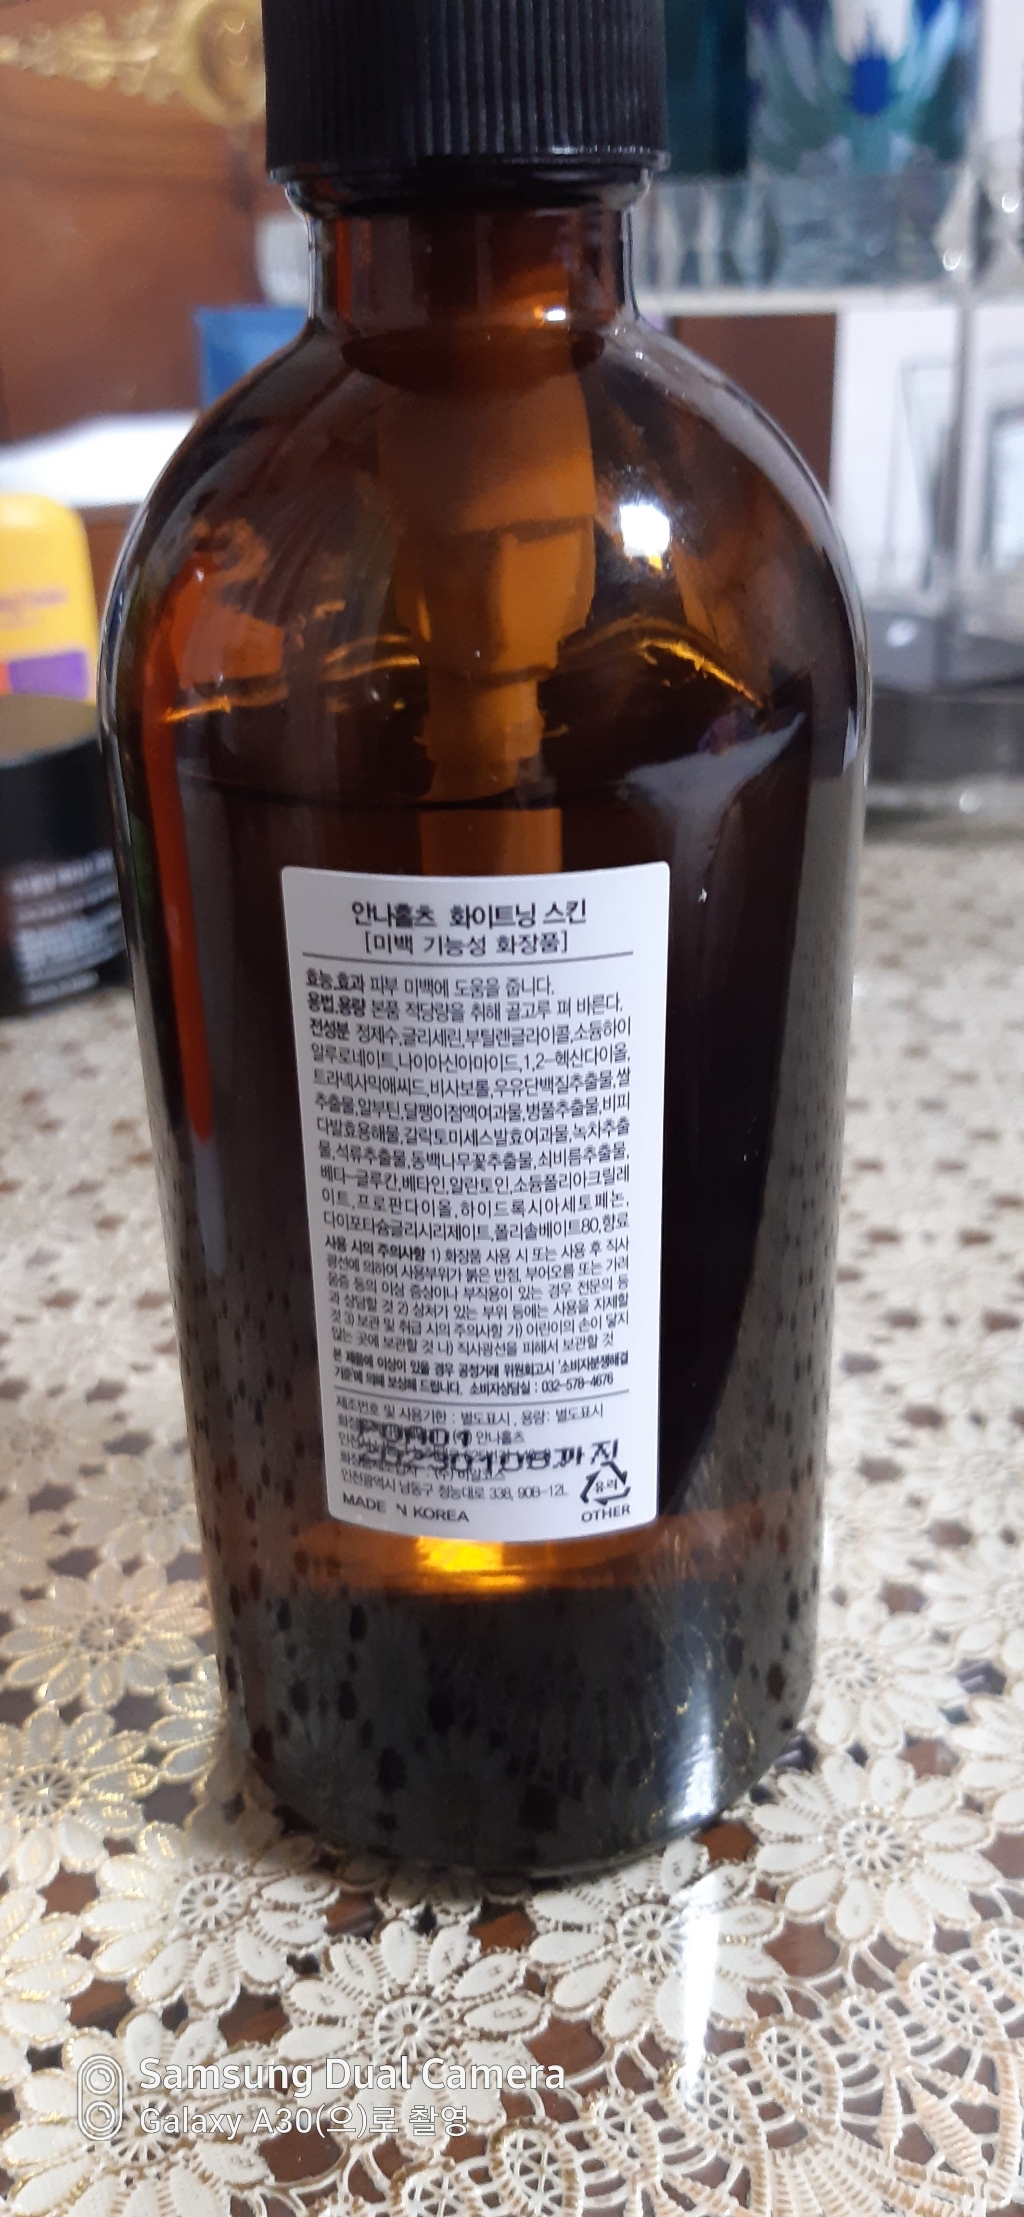 안나홀츠 화이트닝 스킨
[미백 기능성 화장품]
효능.효과 피부 미백에 도움을 줍니다.
용법.용량 본품 적당량을 취해 골고루 펴 바른다.
전성분 정제수,글리세린,부틸렌글라이콜,소듐하이
알루로네이트,나이아신아마이드,1,2-헥산다이올,
트라넥사믹애씨드,비사보롤,우유단백질추출물,쌀
추출물,알부틴,달팽이점액여과물,병풀추출물,비피
다발효용해물,갈락토미세스발효여과물,녹차추출
물,석류추출물,동백나무꽃추출물,쇠비름추출물,
베타-글루칸,베타인,알란토인,소듐폴리아크릴레
이트,프로판다이올,하이드록시아세토페논,
다이포타슘글리시리제이트,폴리솔베이트80,향료
사용 시의 주의사항 1) 화장품 사용 시 또는 사용 후 직사
광선에 의하여 사용부위가 붉은 반점, 부어오름 또는 가려
움증 등의 이상 증상이나 부작용이 있는 경우 전문의 등
과 상담할 것 2) 상처가 있는 부위 등에는 사용을 자제할
것 3) 보관 및 취급 시의 주의사항 가) 어린이의 손이 닿지
않는 곳에 보관할 것 나) 직사광선을 피해서 보관할 것
본 제품에 이상이 있을 경우 공정거래 위원회고시 '소비자분쟁해결
기준'에 의해 보상해 드립니다. 소비자상담실 : 032-578-4676
제조번호 및 사용기한 : 별도표시, 용량: 별도표시
(주) 안나홀츠
20230108까지
인천광역시 남동구 청능대로 338, 908-12L
유리
MADE IN KOREA
OTHER
Samsung Dual Camera
Galaxy A30(으)로 촬영